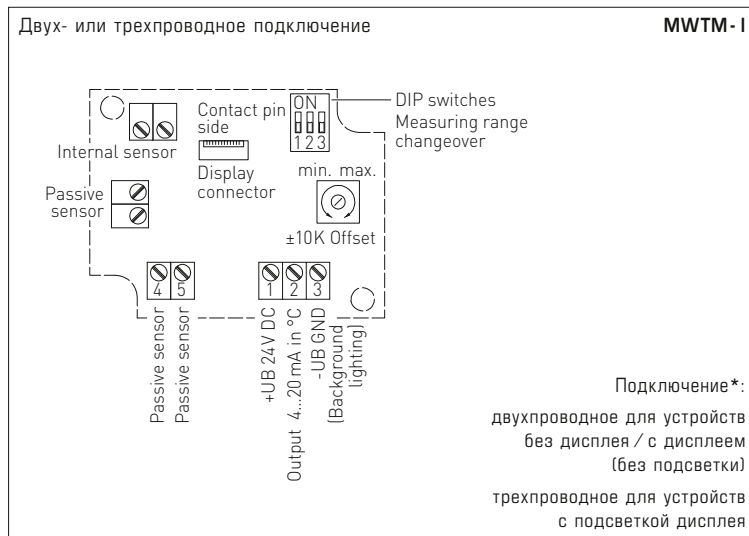 Двух- или трехпроводное подключение
MWTM - I
Contact pin
side
ON
1 2 3
DIP switches
Measuring range
changeover
Internal sensor
Display
connector
min. max.
Passive
sensor
±10K Offset
4 5
1 2 3
Passive sensor
Passive sensor
+UB 24V DC
Output 4...20 mA in °C
-UB GND
(Background
lighting)
Подключение*:
двухпроводное для устройств
без дисплея / с дисплеем
(без подсветки)
трехпроводное для устройств
с подсветкой дисплея